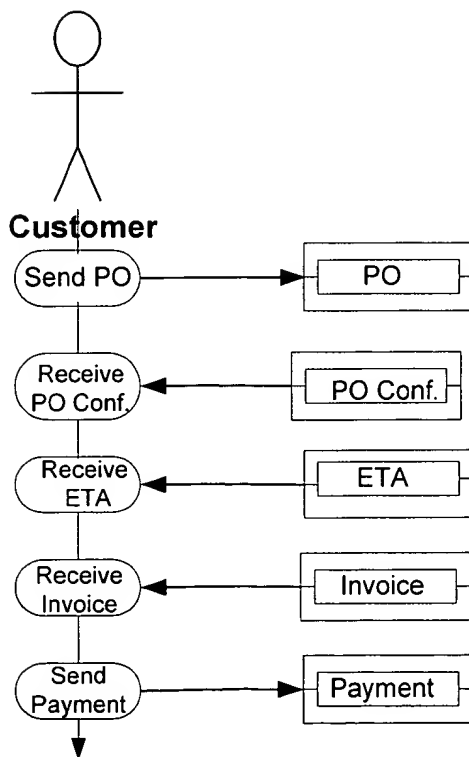 Customer
Send PO
PO
Receive
PO Conf.
PO Conf.
Receive
ETA
ETA
Receive
Invoice
Invoice
Send
Payment
Payment